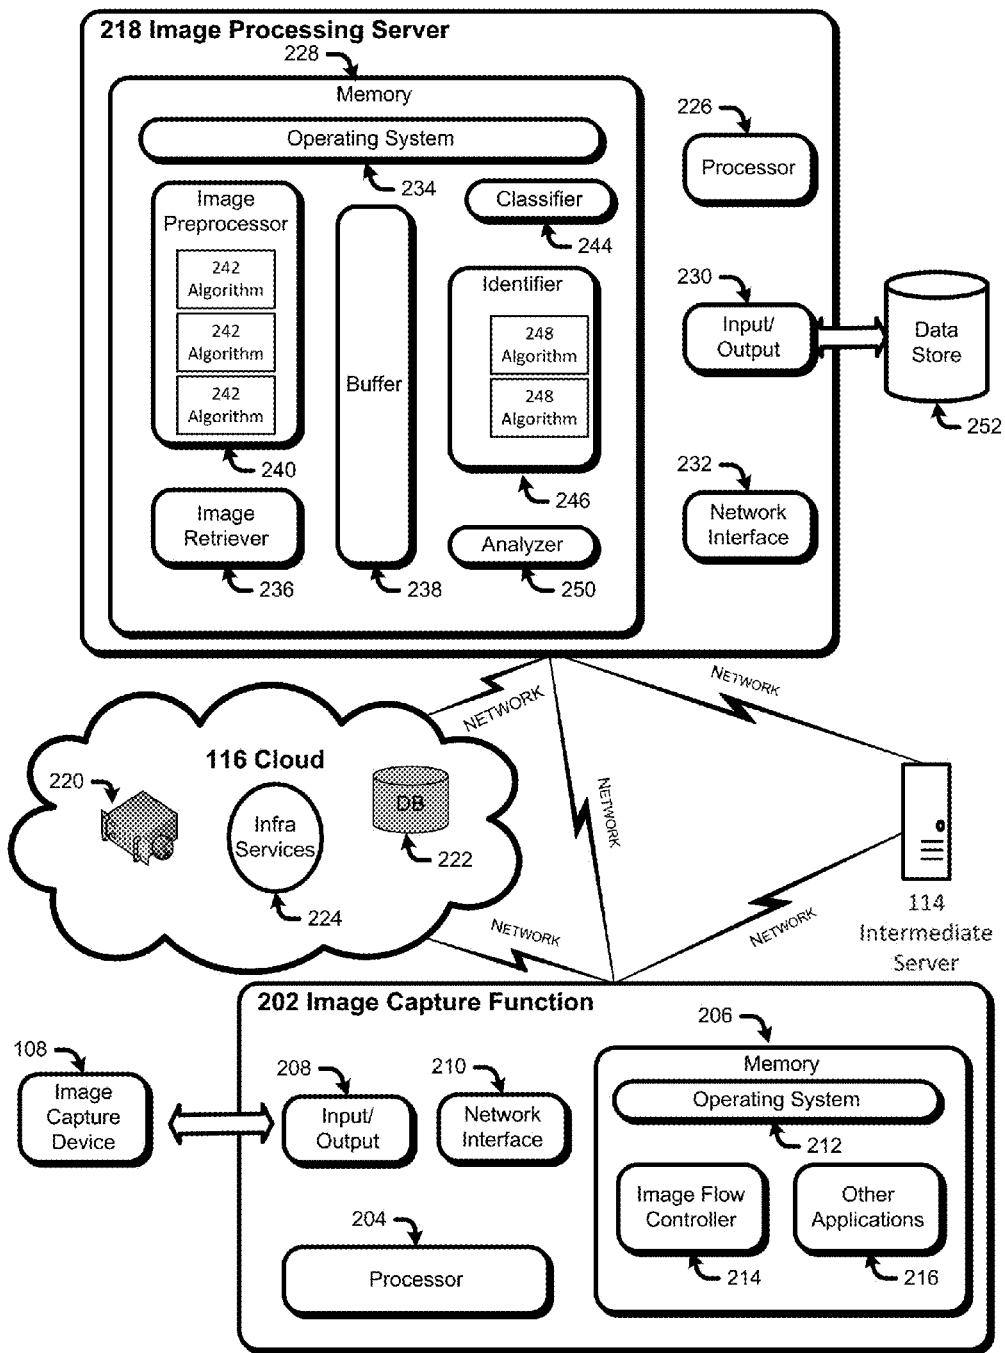 218 Image Processing Server
228
Memory
Operating System
234
Image
Preprocessor
242
Algorithm
242
Algorithm
242
Algorithm
240
Image
Retriever
236
Buffer
238
Classifier
244
Identifier
248
Algorithm
248
Algorithm
246
Analyzer
250
226
Processor
230
Input/
Output
232
Network
Interface
Data
Store
252
NETWORK
NETWORK
NETWORK
116 Cloud
220
Infra
Services
224
DB
222
NETWORK
NETWORK
114
Intermediate
Server
202 Image Capture Function
108
Image
Capture
Device
208
Input/
Output
210
Network
Interface
204
Processor
206
Memory
Operating System
212
Image Flow
Controller
214
Other
Applications
216